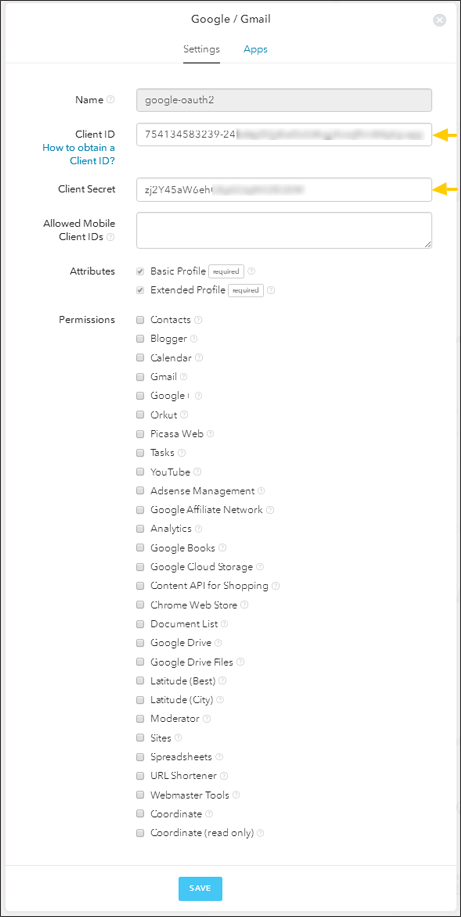 Google / Gmail
Settings Apps
Name google-oauth2
Client ID 754134583239-24
How to obtain a
Client ID?
Client Secret zj2Y45aW6eh
Allowed Mobile
Client IDs
Attributes Basic Profile required
Extended Profile required
Permissions Contacts
Blogger
Calendar
Gmail
Google
Orkut
Picasa Web
Tasks
YouTube
Adsense Management
Google Affiliate Network
Analytics
Google Books
Google Cloud Storage
Content API for Shopping
Chrome Web Store
Document List
Google Drive
Google Drive Files
Latitude (Best)
Latitude (City)
Moderator
Sites
Spreadsheets
URL Shortener
Webmaster Tools
Coordinate
Coordinate (read only)
SAVE